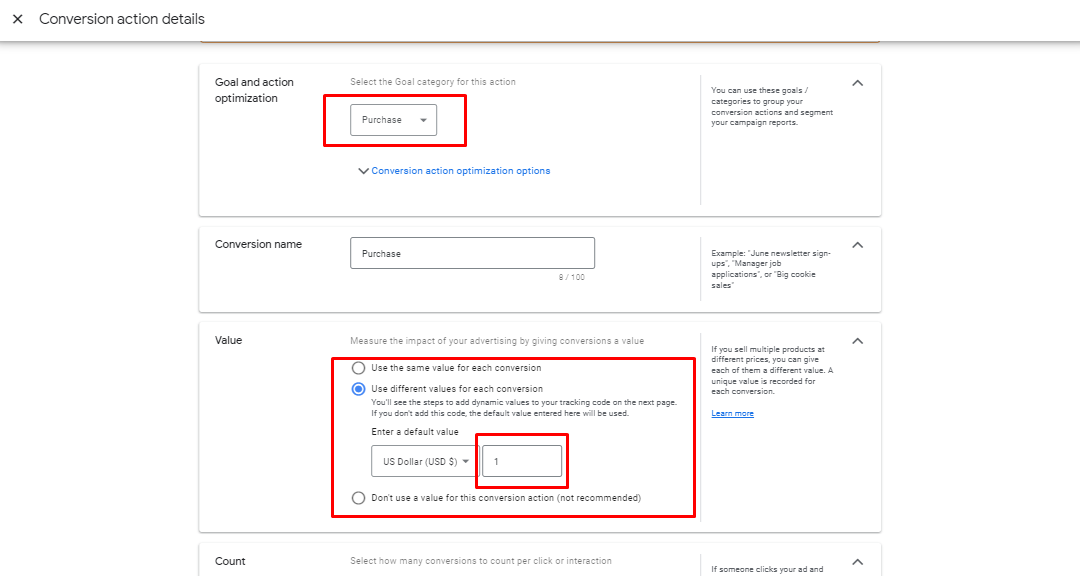 Conversion action details
Goal and action
optimization
Select the Goal category for this action
Purchase
Conversion action optimization options
You can use these goals /
categories to group your
conversion actions and segment
your campaign reports.
Conversion name
Purchase
8 / 100
Example: "June newsletter sign-
ups", "Manager job
applications", or "Big cookie
sales"
Value
Measure the impact of your advertising by giving conversions a value
Use the same value for each conversion
Use different values for each conversion
You'll see the steps to add dynamic values to your tracking code on the next page.
If you don't add this code, the default value entered here will be used.
Enter a default value
US Dollar (USD $)
1
Don't use a value for this conversion action (not recommended)
If you sell multiple products at
different prices, you can give
each of them a different value. A
unique value is recorded for
each conversion.
Learn more
Count
Select how many conversions to count per click or interaction
If someone clicks your ad and